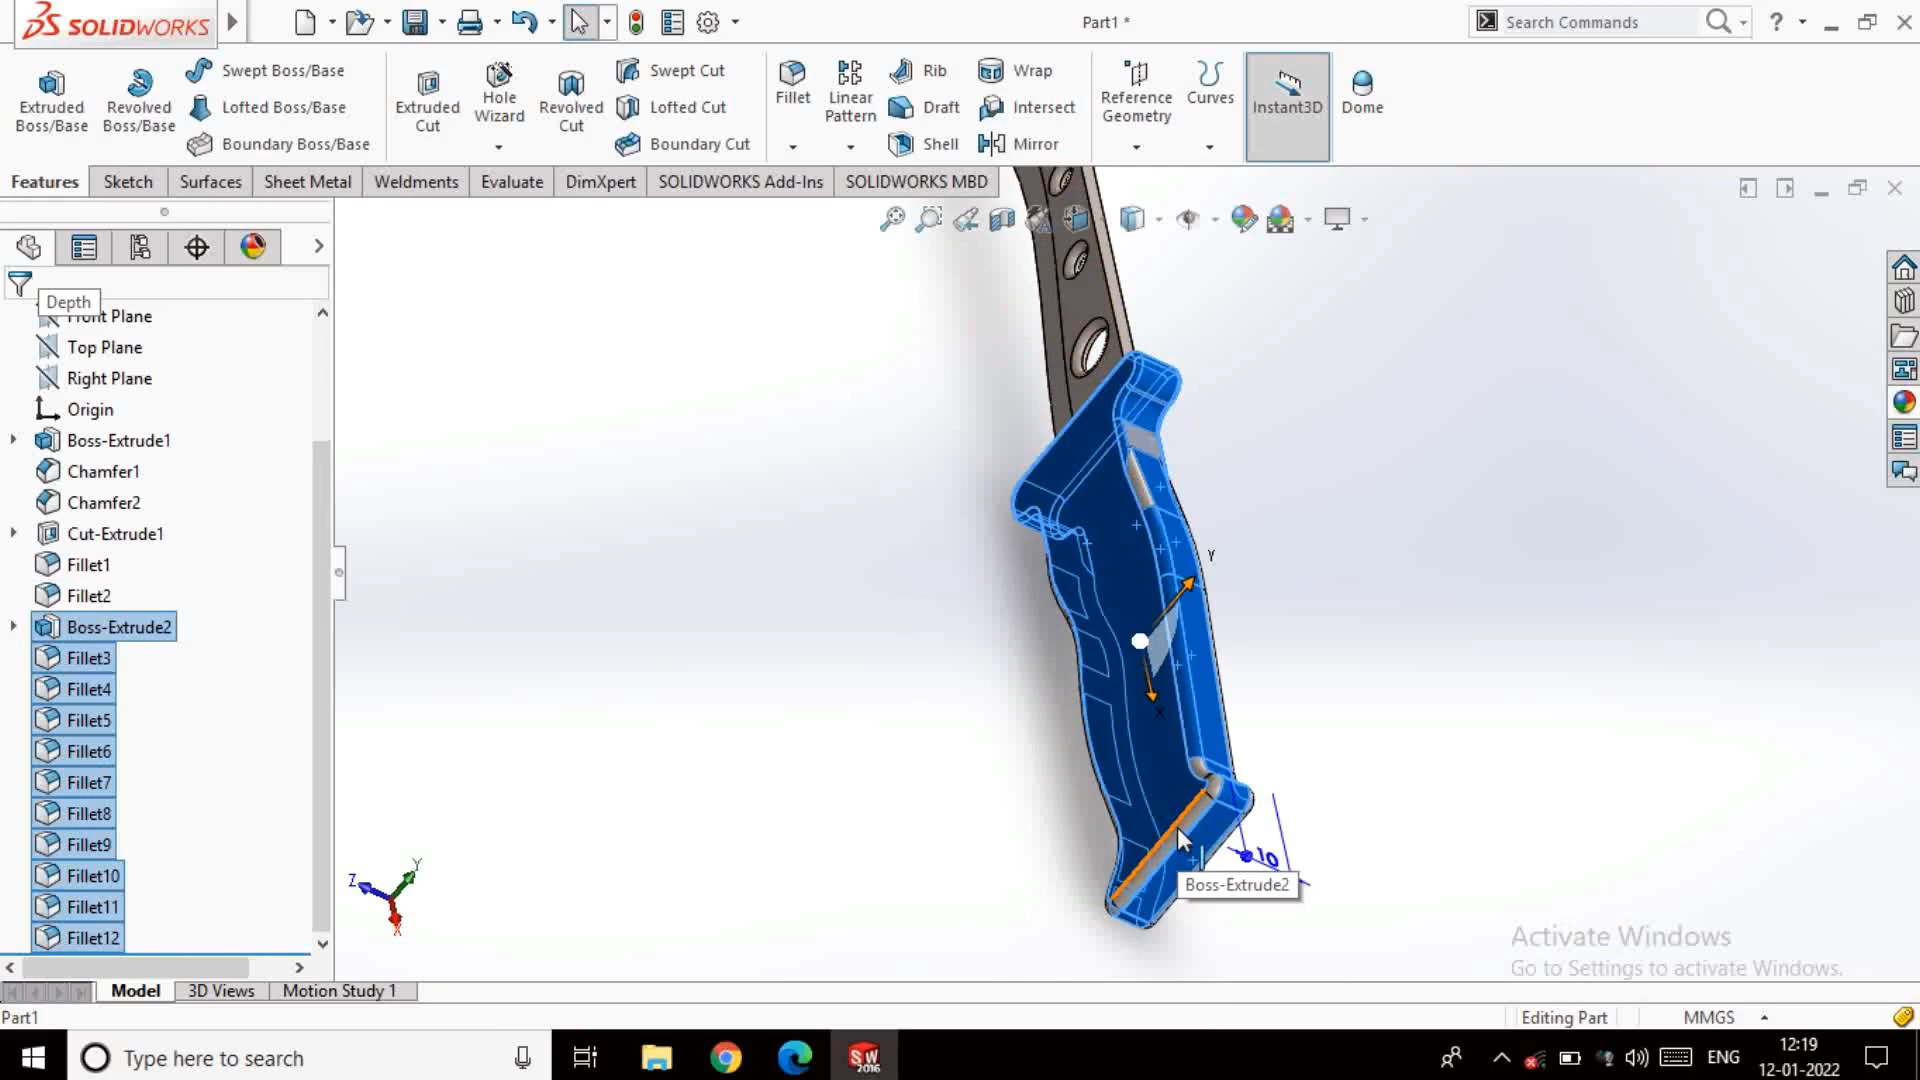 SOLIDWORKS
Part1 *
Search Commands
Extruded Boss/Base
Revolved Boss/Base
Swept Boss/Base
Lofted Boss/Base
Boundary Boss/Base
Extruded Cut
Hole Wizard
Revolved Cut
Swept Cut
Lofted Cut
Boundary Cut
Fillet
Linear Pattern
Rib
Draft
Shell
Wrap
Intersect
Mirror
Reference Geometry
Curves
Instant3D
Dome
Features
Sketch
Surfaces
Sheet Metal
Weldments
Evaluate
DimXpert
SOLIDWORKS Add-Ins
SOLIDWORKS MBD
Depth
Front Plane
Top Plane
Right Plane
Origin
Boss-Extrude1
Chamfer1
Chamfer2
Cut-Extrude1
Fillet1
Fillet2
Boss-Extrude2
Fillet3
Fillet4
Fillet5
Fillet6
Fillet7
Fillet8
Fillet9
Fillet10
Fillet11
Fillet12
Y
X
10
Boss-Extrude2
Z
Y
X
Activate Windows
Go to Settings to activate Windows.
Model
3D Views
Motion Study 1
Part1
Editing Part
MMGS
Type here to search
SW
2016
ENG
12:19
12-01-2022